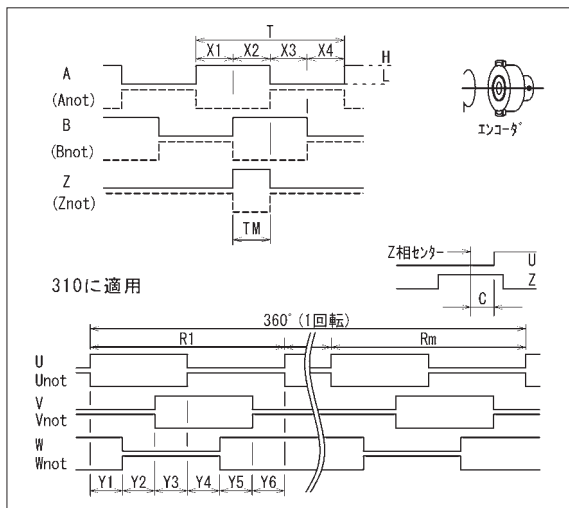 T
X1 X2 X3 X4
H
L
A
(Anot)
B
(Bnot)
Z
(Znot)
TM
エンコーダ
Z相センター
U
Z
C
310に適用
360°(1回転)
R1 Rm
U
Unot
V
Vnot
W
Wnot
Y1 Y2 Y3 Y4 Y5 Y6